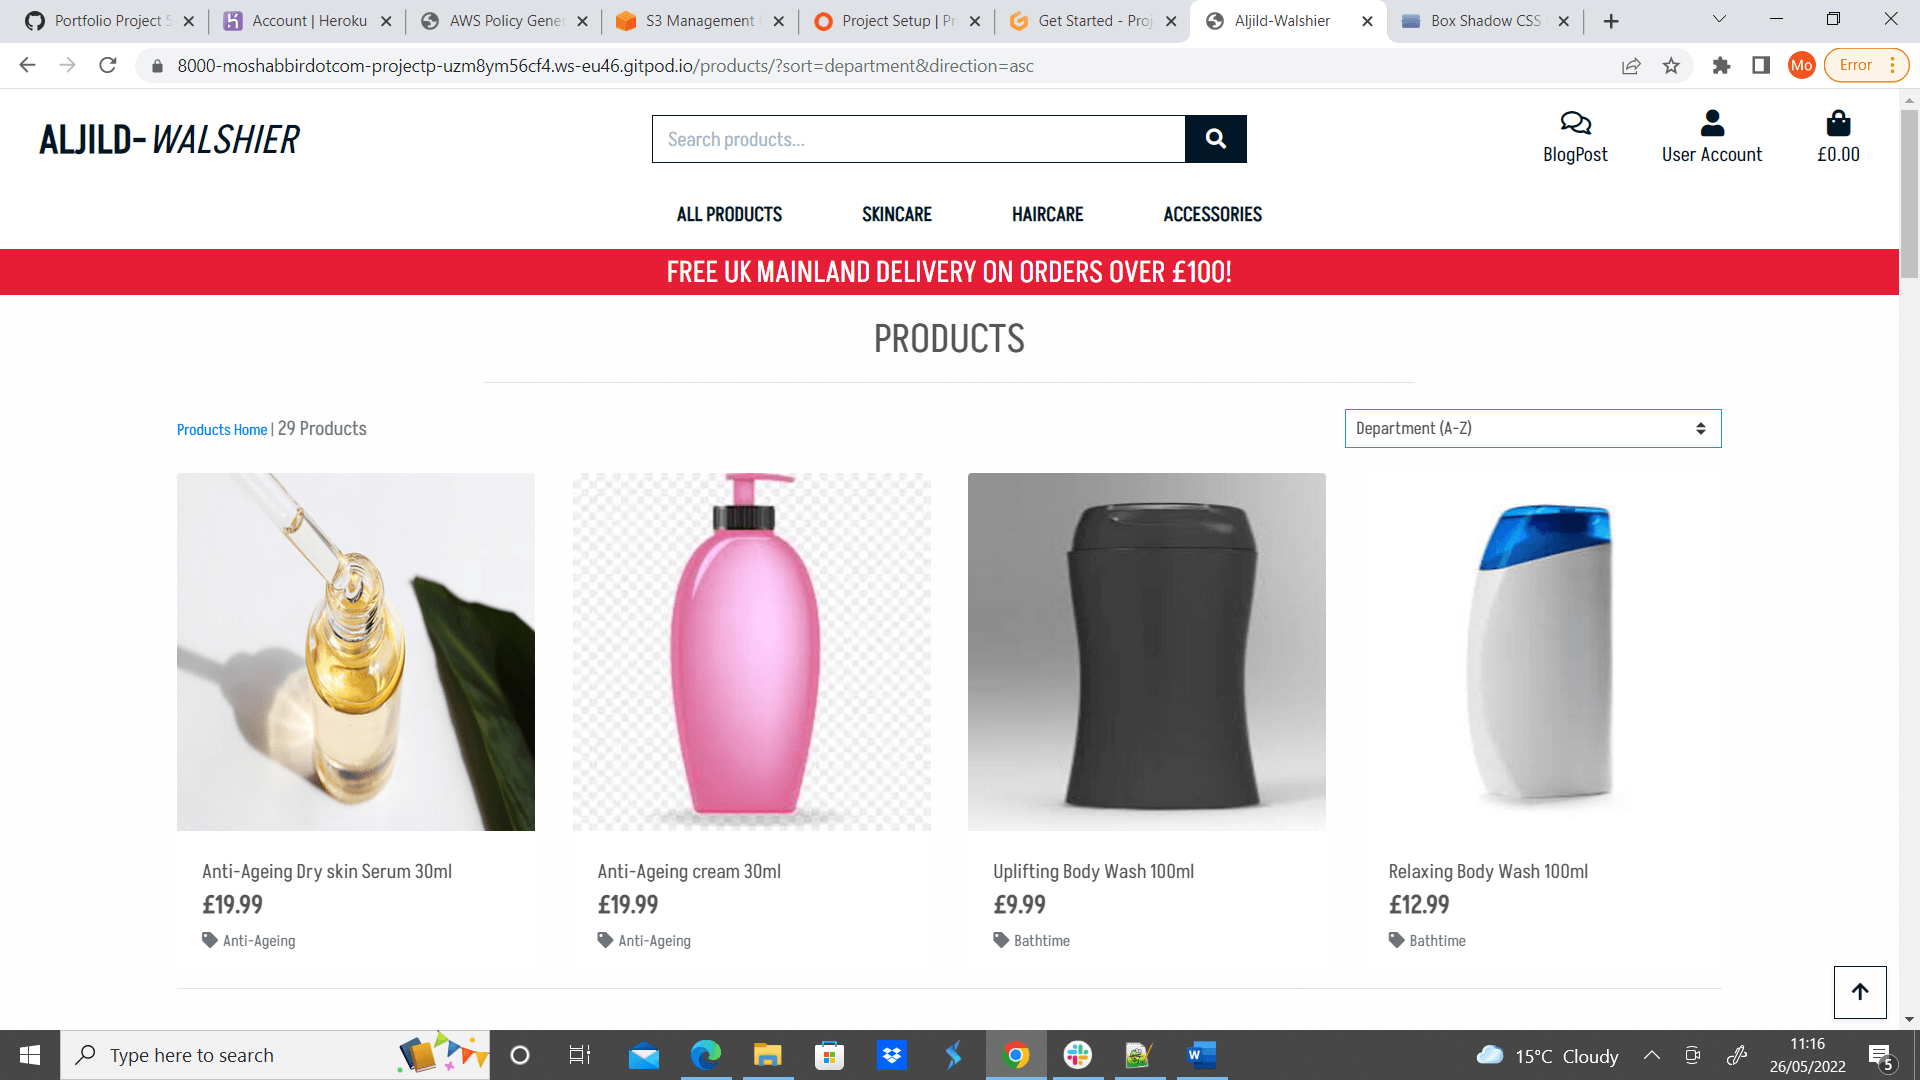 Portfolio Project 5
Account | Heroku
AWS Policy Gener
S3 Management
Project Setup | Pr
Get Started - Proj
Aljild-Walshier
Box Shadow CSS
8000-moshabbirdotcom-projectp-uzm8ym56cf4.ws-eu46.gitpod.io/products/?sort=department&direction=asc
Mo
Error
ALJILD-WALSHIER
Search products...
BlogPost
User Account
£0.00
ALL PRODUCTS
SKINCARE
HAIRCARE
ACCESSORIES
FREE UK MAINLAND DELIVERY ON ORDERS OVER £100!
PRODUCTS
Products Home | 29 Products
Department (A-Z)
Anti-Ageing Dry skin Serum 30ml
£19.99
Anti-Ageing
Anti-Ageing cream 30ml
£19.99
Anti-Ageing
Uplifting Body Wash 100ml
£9.99
Bathtime
Relaxing Body Wash 100ml
£12.99
Bathtime
Type here to search
15°C Cloudy
11:16
26/05/2022
5